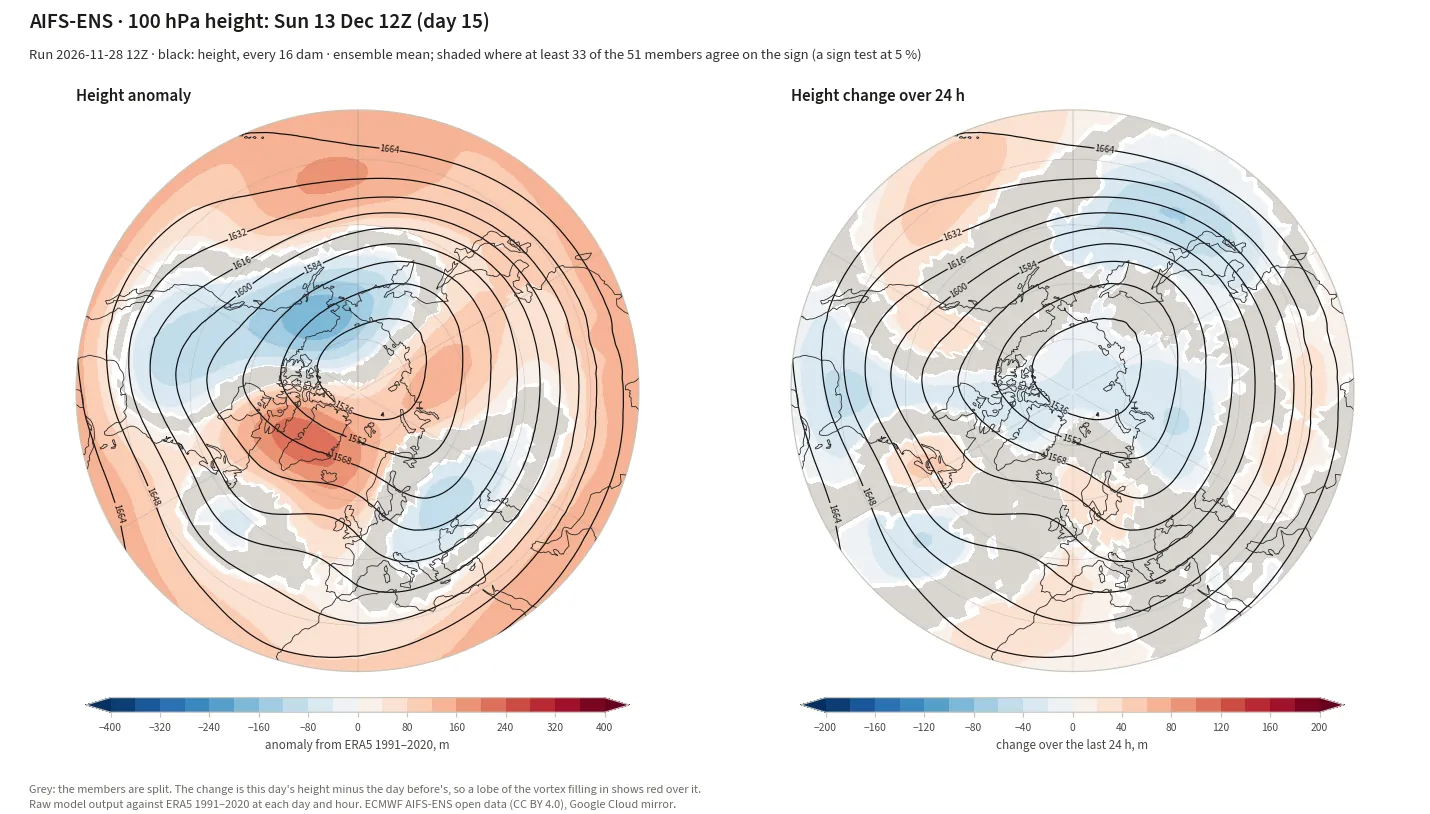 AIFS-ENS · 100 hPa height: Sun 13 Dec 12Z (day 15)
Run 2026-11-28 12Z · black: height, every 16 dam · ensemble mean; shaded where at least 33 of the 51 members agree on the sign (a sign test at 5 %)
Height anomaly
Height change over 24 h
1664
1632
1616
1584
1600
1536
1552
1568
1648
1664
1664
1632
1616
1584
1600
1536
1552
1568
1648
1664
−400 −320 −240 −160 −80 0 80 160 240 320 400
anomaly from ERA5 1991–2020, m
−200 −160 −120 −80 −40 0 40 80 120 160 200
change over the last 24 h, m
Grey: the members are split. The change is this day's height minus the day before's, so a lobe of the vortex filling in shows red over it.
Raw model output against ERA5 1991–2020 at each day and hour. ECMWF AIFS-ENS open data (CC BY 4.0), Google Cloud mirror.